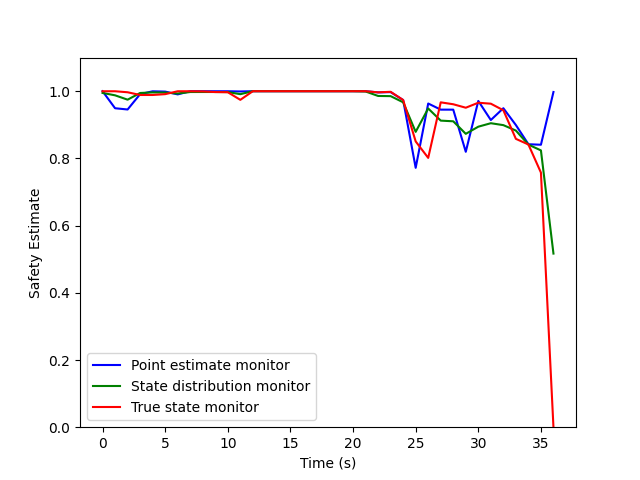 Safety Estimate
1.0
0.8
0.6
0.4
0.2
0.0
Point estimate monitor
State distribution monitor
True state monitor
0 5 10 15 20 25 30 35
Time (s)